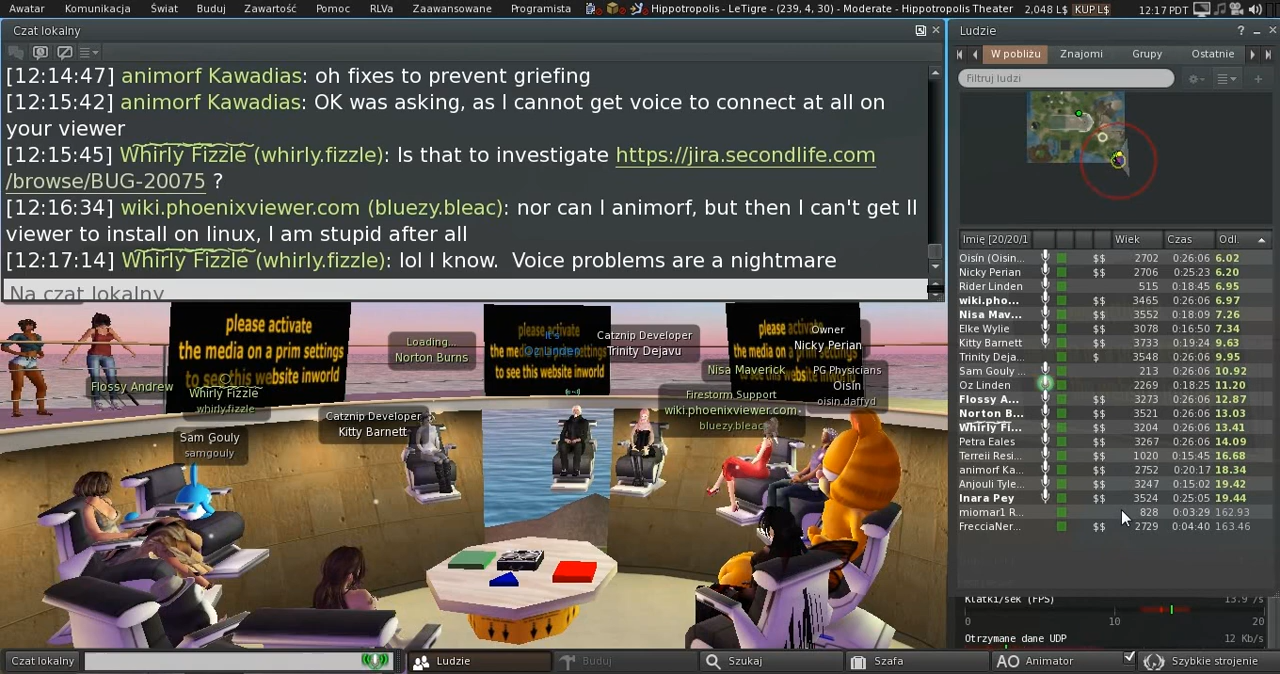 Awatar Komunikacja Świat Buduj Zawartość Pomoc RLVa Zaawansowane Programista Hippotropolis - LeTigre - (239, 4, 30) - Moderate - Hippotropolis Theater 2,048 L$ KUP L$ 12:17 PDT
Czat lokalny
[12:14:47] animorf Kawadias: oh fixes to prevent griefing
[12:15:42] animorf Kawadias: OK was asking, as I cannot get voice to connect at all on
your viewer
[12:15:45] Whirly Fizzle (whirly.fizzle): Is that to investigate https://jira.secondlife.com
/browse/BUG-20075 ?
[12:16:34] wiki.phoenixviewer.com (bluezy.bleac): nor can I animorf, but then I can't get ll
viewer to install on linux, I am stupid after all
[12:17:14] Whirly Fizzle (whirly.fizzle): lol I know.  Voice problems are a nightmare
Na czat lokalny
Ludzie
W pobliżu Znajomi Grupy Ostatnie
Filtruj ludzi
Imię [20/20/1 Wiek Czas Odl.
Oisín (Oisin... $$ 2702 0:26:06 6.02
Nicky Perian $$ 2706 0:25:23 6.20
Rider Linden 515 0:18:45 6.95
wiki.pho... $$ 3465 0:26:06 6.97
Nisa Mav... $$ 3552 0:18:09 7.26
Elke Wylie $$ 3078 0:16:50 7.34
Kitty Barnett $$ 3733 0:19:24 9.63
Trinity Deja... $ 3548 0:26:06 9.95
Sam Gouly ... $$ 213 0:26:06 10.92
Oz Linden 2269 0:18:25 11.20
Flossy A... $$ 3273 0:26:06 12.87
Norton B... $$ 3521 0:26:06 13.03
Whirly Fi... $$ 3204 0:26:06 13.41
Petra Eales $$ 3267 0:26:06 14.09
Terreii Resi... $$ 1020 0:15:45 16.68
animorf Ka... $$ 2752 0:20:17 18.34
Anjouli Tyle... $$ 3247 0:15:02 19.42
Inara Pey $$ 3524 0:25:05 19.44
miomar1 R... 828 0:03:29 162.93
FrecciaNer... $$ 2729 0:04:40 163.46
Klatki/sek (FPS) 13.9 /s
0 10 20
Otrzymane dane UDP 12 Kb/s
please activate
the media on a prim settings
to see this website inworld
please activate
to see this website inworld
please activate
Flossy Andrew
Whirly Fizzle
whirly.fizzle
Sam Gouly
samgouly
Loading...
Norton Burns
Catznip Developer
Kitty Barnett
Catznip Developer
Trinity Dejavu
Owner
Nicky Perian
Nisa Maverick
PG Physicians
Oisín
oisin.daffyd
Firestorm Support
wiki.phoenixviewer.com
bluezy.bleac
Czat lokalny Ludzie Buduj Szukaj Szafa AO Animator Szybkie strojenie